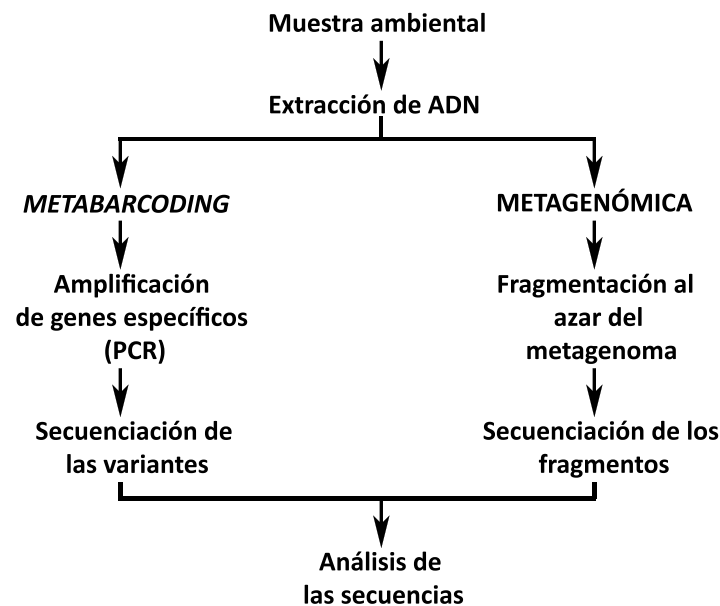 Muestra ambiental
Extracción de ADN
METABARCODING
METAGENÓMICA
Amplificación
de genes específicos
(PCR)
Fragmentación al
azar del
metagenoma
Secuenciación de
las variantes
Secuenciación de los
fragmentos
Análisis de
las secuencias